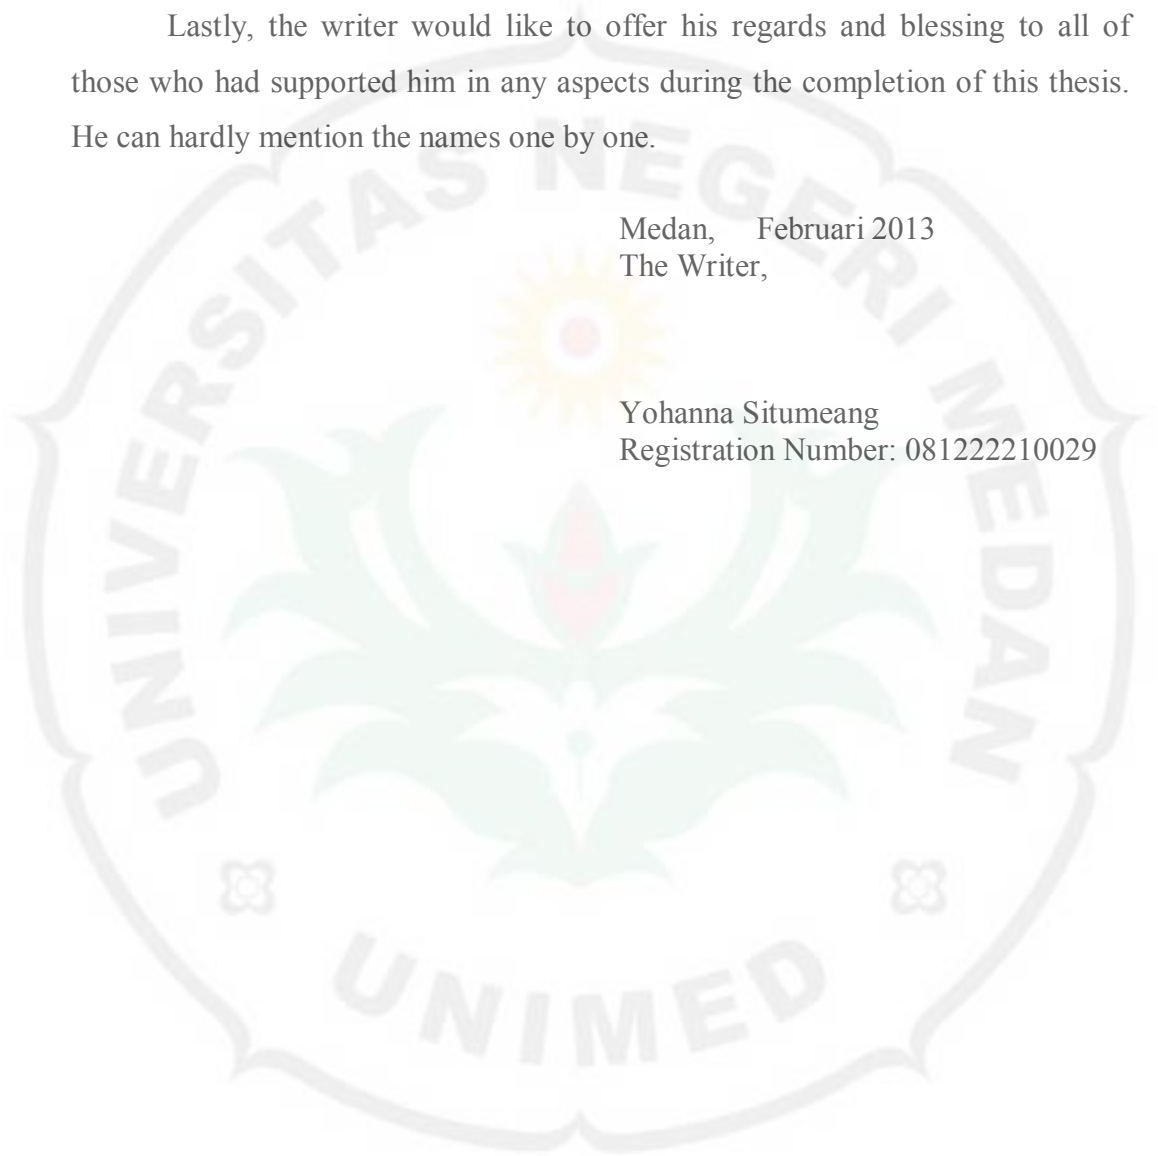 Lastly, the writer would like to offer his regards and blessing to all of
those who had supported him in any aspects during the completion of this thesis.
He can hardly mention the names one by one.
Medan, Februari 2013
The Writer,
Yohanna Situmeang
Registration Number: 081222210029
UNIVERSITAS NEGERI MEDAN
UNIMED